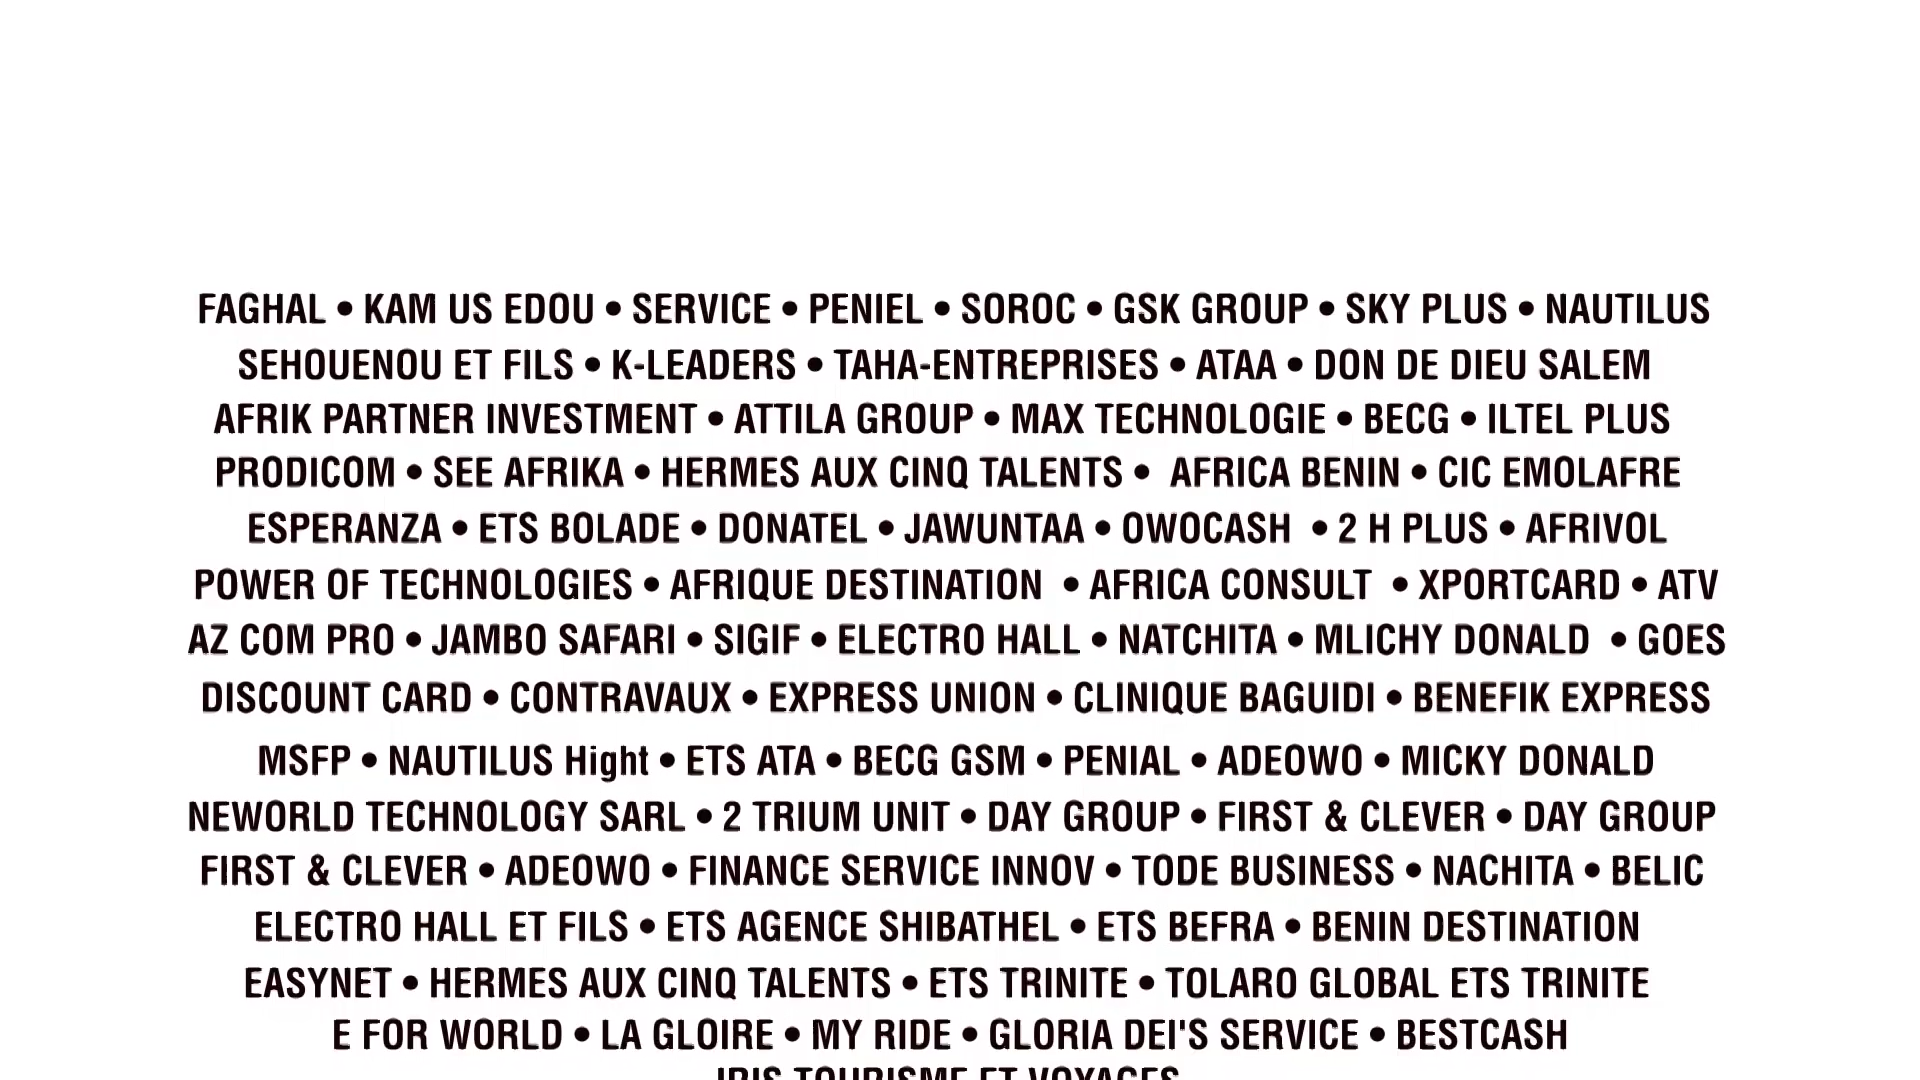 FAGHAL • KAM US EDOU • SERVICE • PENIEL • SOROC • GSK GROUP • SKY PLUS • NAUTILUS
SEHOUENOU ET FILS • K-LEADERS • TAHA-ENTREPRISES • ATAA • DON DE DIEU SALEM
AFRIK PARTNER INVESTMENT • ATTILA GROUP • MAX TECHNOLOGIE • BECG • ILTEL PLUS
PRODICOM • SEE AFRIKA • HERMES AUX CINQ TALENTS • AFRICA BENIN • CIC EMOLAFRE
ESPERANZA • ETS BOLADE • DONATEL • JAWUNTAA • OWOCASH • 2 H PLUS • AFRIVOL
POWER OF TECHNOLOGIES • AFRIQUE DESTINATION • AFRICA CONSULT • XPORTCARD • ATV
AZ COM PRO • JAMBO SAFARI • SIGIF • ELECTRO HALL • NATCHITA • MLICHY DONALD • GOES
DISCOUNT CARD • CONTRAVAUX • EXPRESS UNION • CLINIQUE BAGUIDI • BENEFIK EXPRESS
MSFP • NAUTILUS Hight • ETS ATA • BECG GSM • PENIAL • ADEOWO • MICKY DONALD
NEWORLD TECHNOLOGY SARL • 2 TRIUM UNIT • DAY GROUP • FIRST & CLEVER • DAY GROUP
FIRST & CLEVER • ADEOWO • FINANCE SERVICE INNOV • TODE BUSINESS • NACHITA • BELIC
ELECTRO HALL ET FILS • ETS AGENCE SHIBATHEL • ETS BEFRA • BENIN DESTINATION
EASYNET • HERMES AUX CINQ TALENTS • ETS TRINITE • TOLARO GLOBAL ETS TRINITE
E FOR WORLD • LA GLOIRE • MY RIDE • GLORIA DEI'S SERVICE • BESTCASH
IRIS TOURISME ET VOYAGES